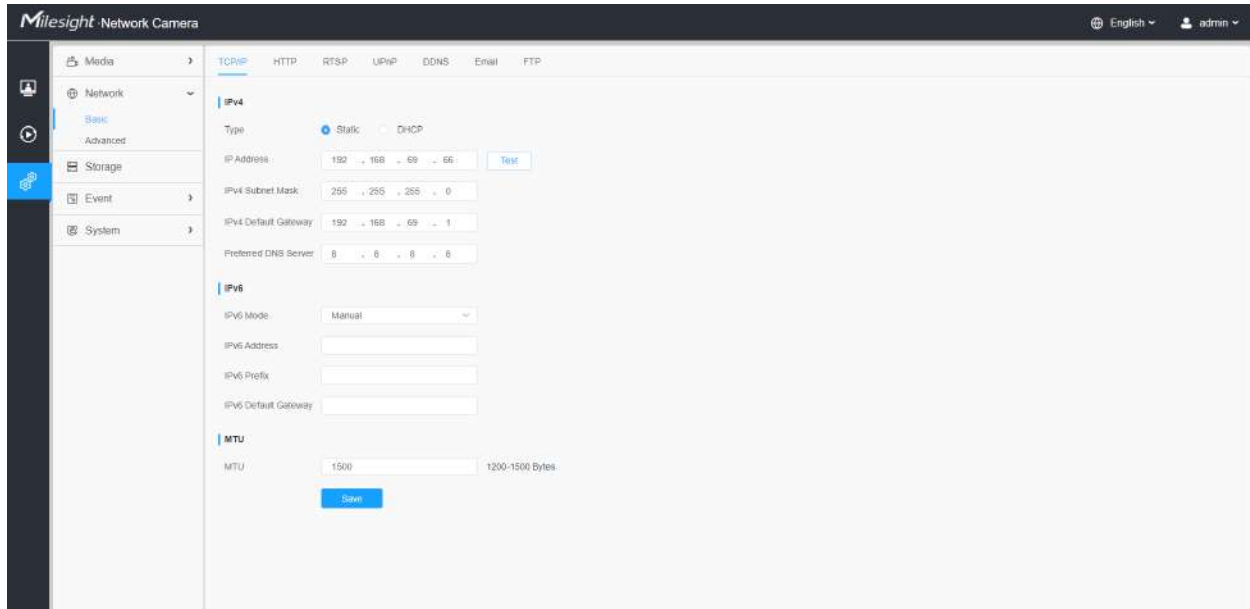 Milesight Network Camera
English
admin
Media
Network
Basic
Advanced
Storage
Event
System
TCP/IP HTTP RTSP UPnP DDNS Email FTP
IPv4
Type Static DHCP
IP Address 192 . 168 . 69 . 66 Test
IPv4 Subnet Mask 255 . 255 . 255 . 0
IPv4 Default Gateway 192 . 168 . 69 . 1
Preferred DNS Server 8 . 8 . 8 . 8
IPv6
IPv6 Mode Manual
IPv6 Address
IPv6 Prefix
IPv6 Default Gateway
MTU
MTU 1500 1200-1500 Bytes
Save